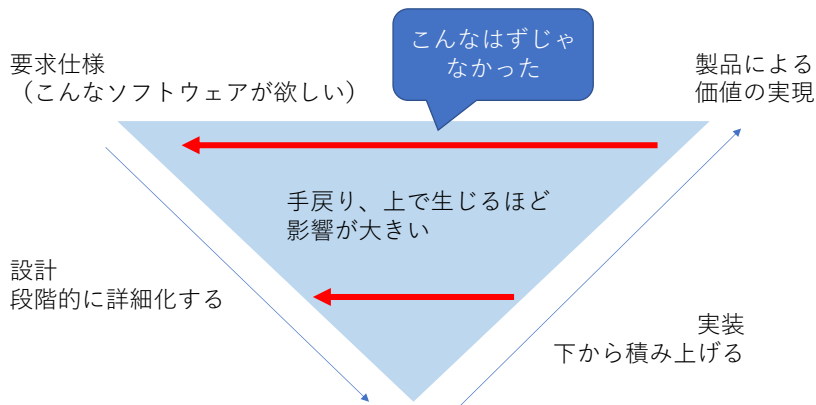 こんなはずじゃ
なかった
要求仕様
（こんなソフトウェアが欲しい）
製品による
価値の実現
手戻り、上で生じるほど
影響が大きい
設計
段階的に詳細化する
実装
下から積み上げる